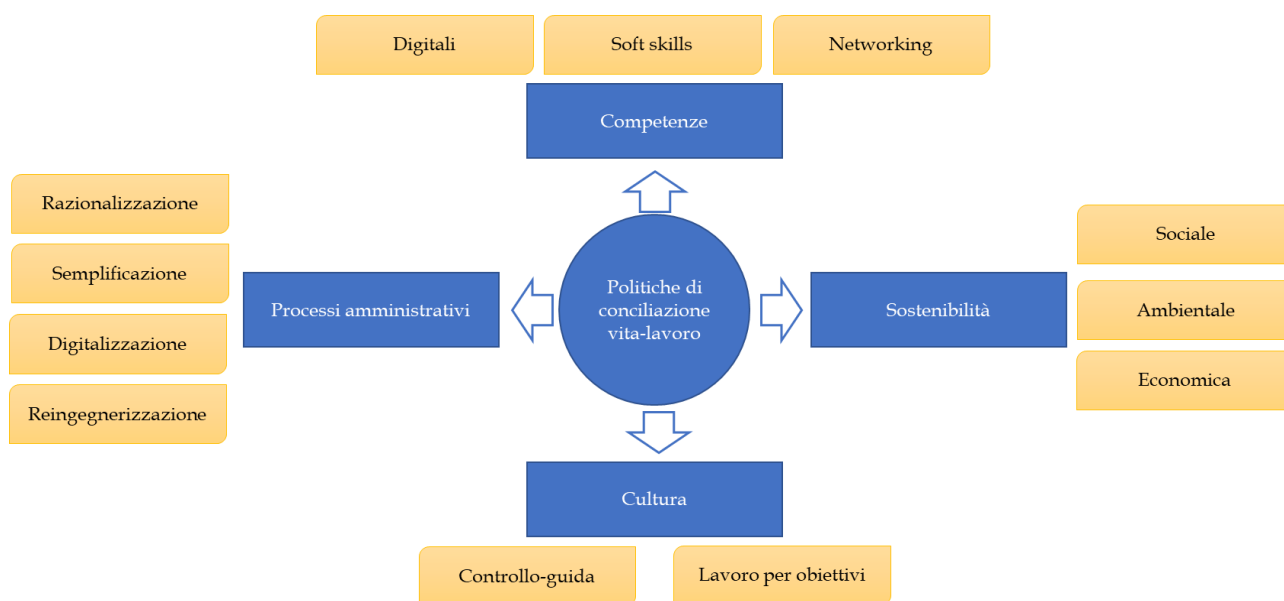 Digitali
Soft skills
Networking
Competenze
Razionalizzazione
Semplificazione
Digitalizzazione
Reingegnerizzazione
Processi amministrativi
Politiche di
conciliazione
vita-lavoro
Sostenibilità
Sociale
Ambientale
Economica
Cultura
Controllo-guida
Lavoro per obiettivi